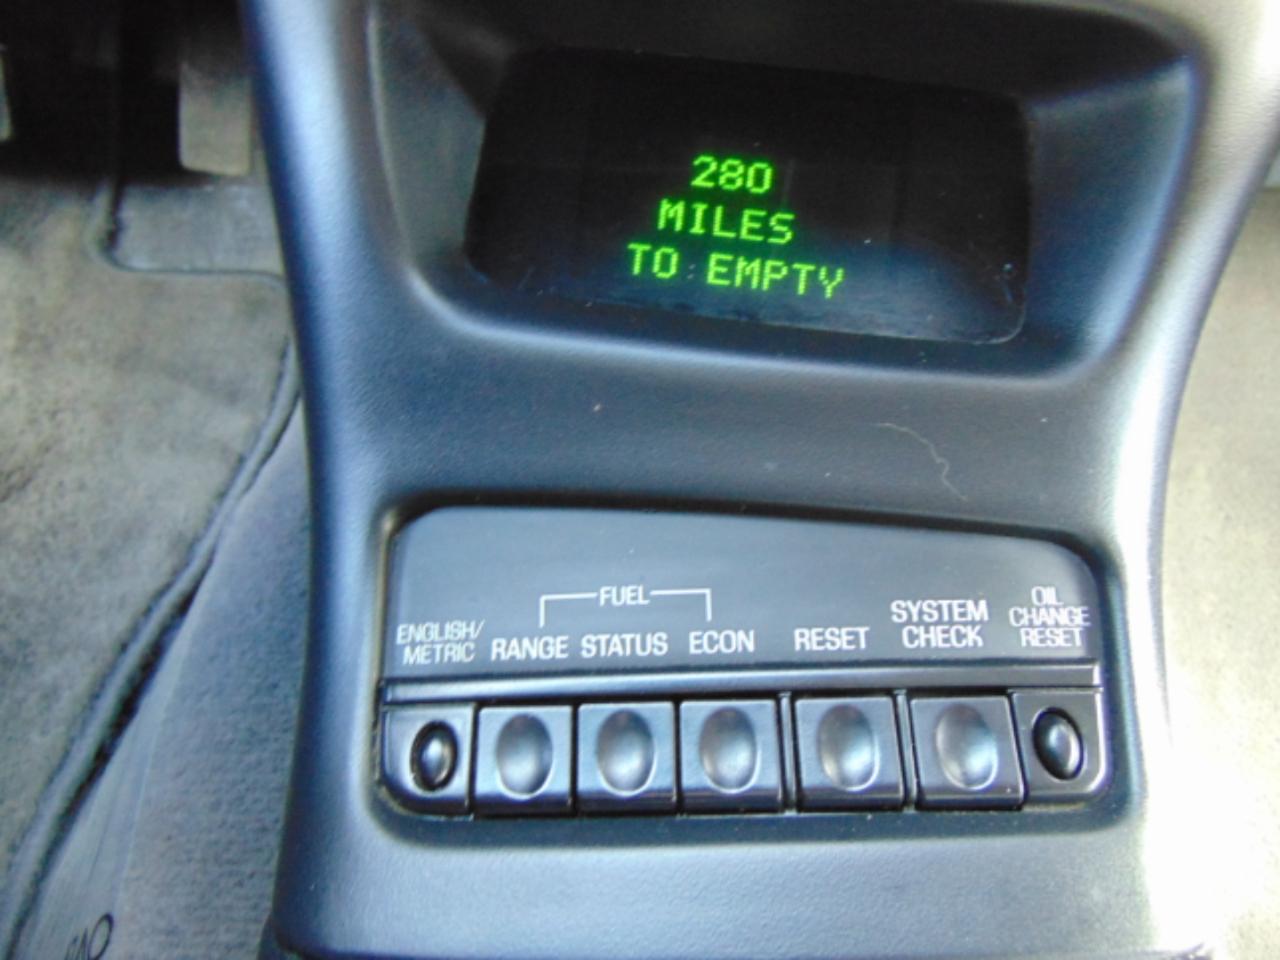 280
MILES
TO EMPTY
FUEL
ENGLISH/
METRIC
RANGE
STATUS
ECON
RESET
SYSTEM
CHECK
OIL
CHANGE
RESET